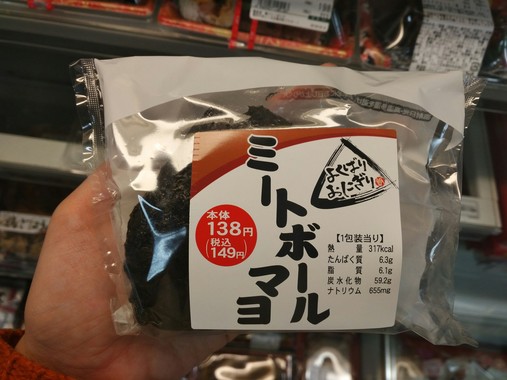 よくばり
おにぎり
ミートボール
マヨ
本体
138円
(税込
149円)
【1包装当り】
熱 量 317kcal
たんぱく質 6.3g
脂 質 6.1g
炭水化物 59.2g
ナトリウム 655mg